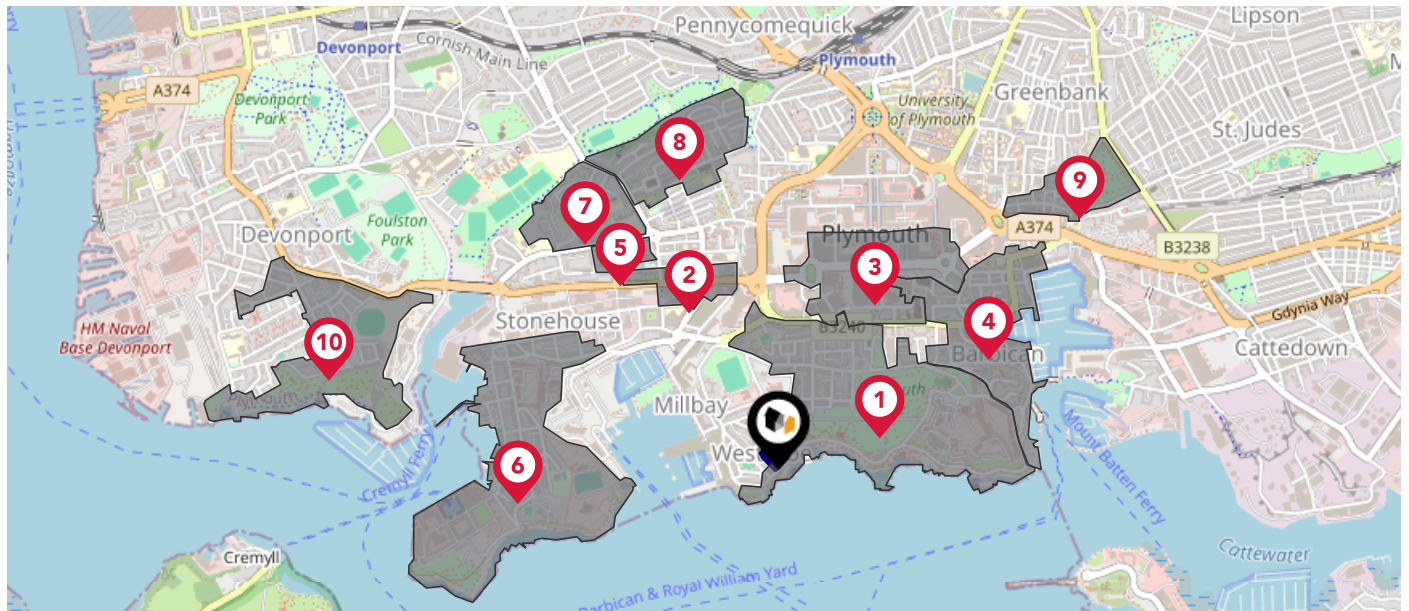 Lipson
Pennycomequick
Devonport
Cornish Main Line
Plymouth
A374
Devonport
Park
University
of Plymouth
Greenbank
St. Judes
8
9
7
Foulston
Park
Devonport
Plymouth
A374
B3238
5
2
3
HM Naval
Base Devonport
Stonehouse
B3240
4
Barbican
Gdynia Way
Cattedown
10
Millbay
1
6
Cremyll Ferry
Mount Batten Ferry
Cremyll
Cattewater
Barbican & Royal William Yard